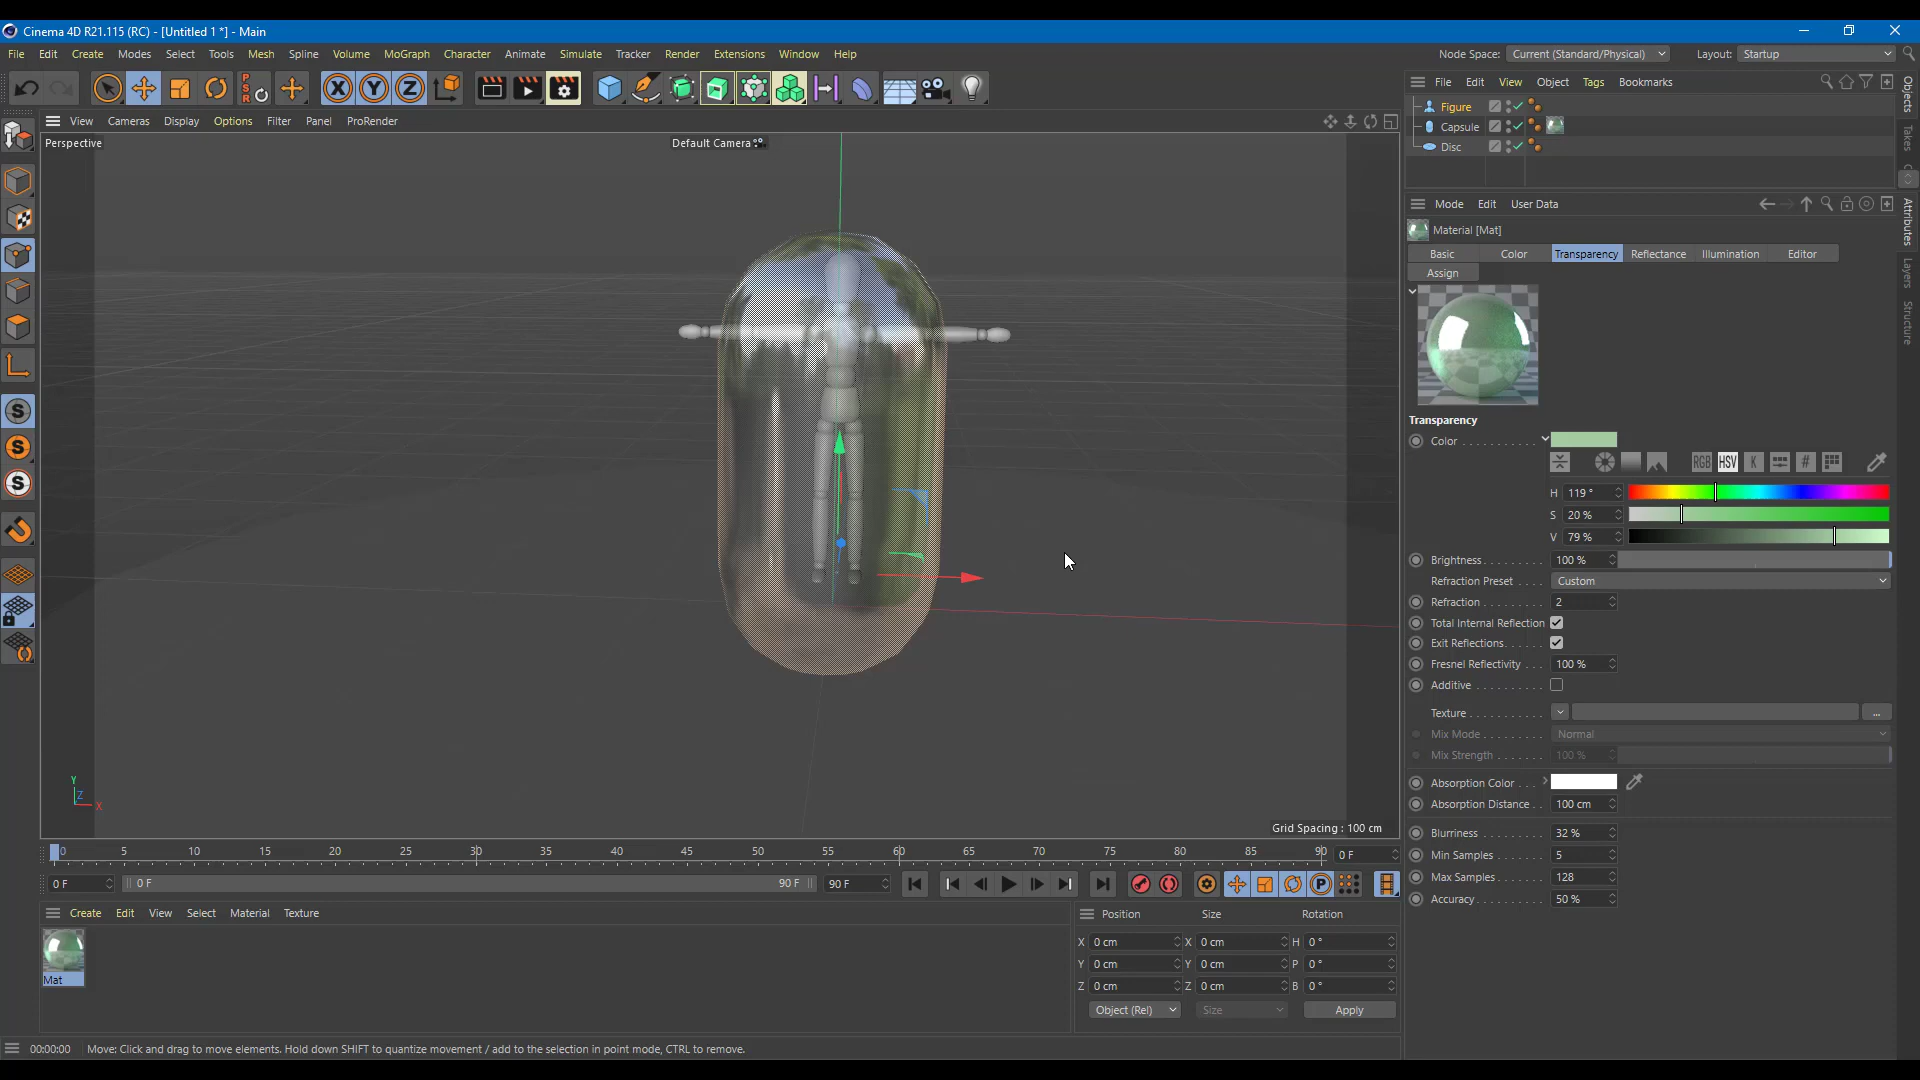 Cinema 4D R21.115 (RC) - [Untitled 1 *] - Main
File Edit Create Modes Select Tools Mesh Spline Volume MoGraph Character Animate Simulate Tracker Render Extensions Window Help
Node Space: Current (Standard/Physical) Layout: Startup
PSR X Y Z
File Edit View Object Tags Bookmarks
View Cameras Display Options Filter Panel ProRender
Perspective
Default Camera
Figure
Capsule
Disc
Objects
Takes
Attributes
Layers
Structure
Mode Edit User Data
Material [Mat]
Basic Color Transparency Reflectance Illumination Editor
Assign
Transparency
Color
RGB HSV K #
H 119 °
S 20 %
V 79 %
Brightness 100 %
Refraction Preset Custom
Refraction 2
Total Internal Reflection
Exit Reflections
Fresnel Reflectivity 100 %
Additive
Texture ...
Mix Mode Normal
Mix Strength 100 %
Absorption Color
Absorption Distance 100 cm
Blurriness 32 %
Min Samples 5
Max Samples 128
Accuracy 50 %
S
S
S
Y
Z
X
Grid Spacing : 100 cm
0 5 10 15 20 25 30 35 40 45 50 55 60 65 70 75 80 85 90 0 F
0 F 0 F 90 F 90 F P
Create Edit View Select Material Texture
Mat
Position Size Rotation
X 0 cm X 0 cm H 0 °
Y 0 cm Y 0 cm P 0 °
Z 0 cm Z 0 cm B 0 °
Object (Rel) Size Apply
00:00:00 Move: Click and drag to move elements. Hold down SHIFT to quantize movement / add to the selection in point mode, CTRL to remove.